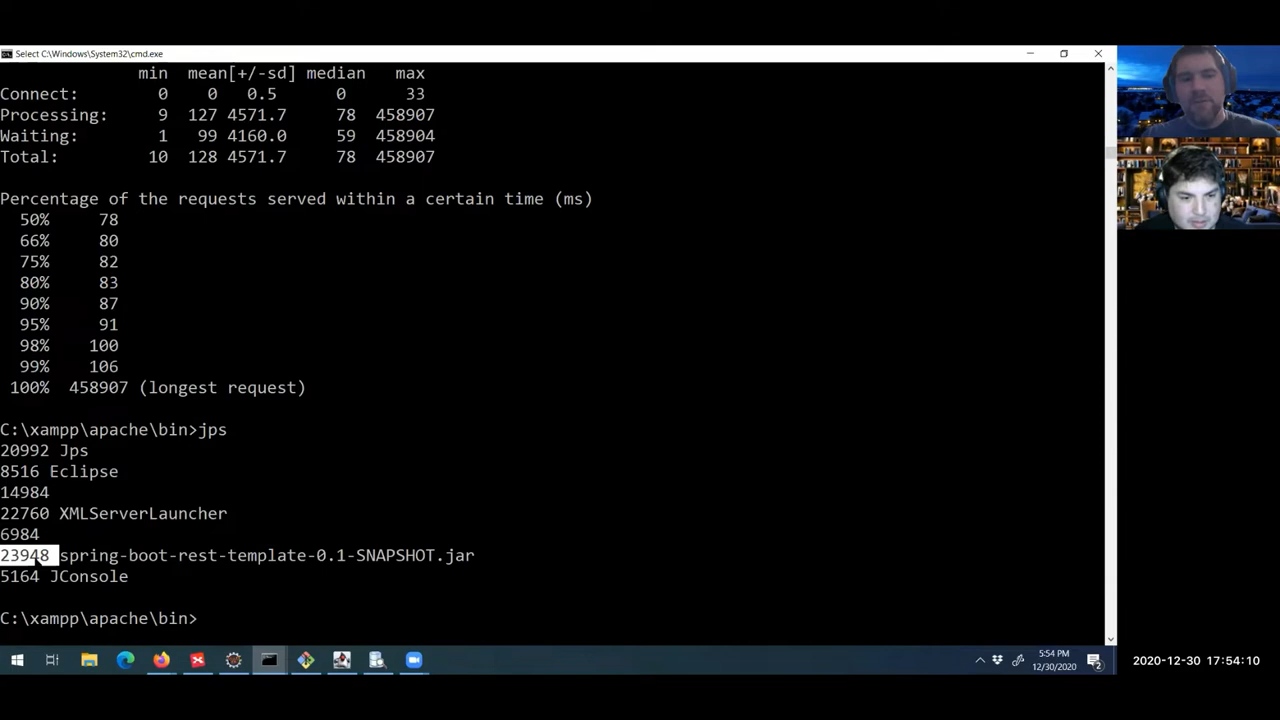 Select C:\Windows\System32\cmd.exe
min mean[+/-sd] median max
Connect: 0 0 0.5 0 33
Processing: 9 127 4571.7 78 458907
Waiting: 1 99 4160.0 59 458904
Total: 10 128 4571.7 78 458907
Percentage of the requests served within a certain time (ms)
50% 78
66% 80
75% 82
80% 83
90% 87
95% 91
98% 100
99% 106
100% 458907 (longest request)
C:\xampp\apache\bin>jps
20992 Jps
8516 Eclipse
14984
22760 XMLServerLauncher
6984
23948 spring-boot-rest-template-0.1-SNAPSHOT.jar
5164 JConsole
C:\xampp\apache\bin>
5:54 PM
12/30/2020
2
2020-12-30 17:54:10